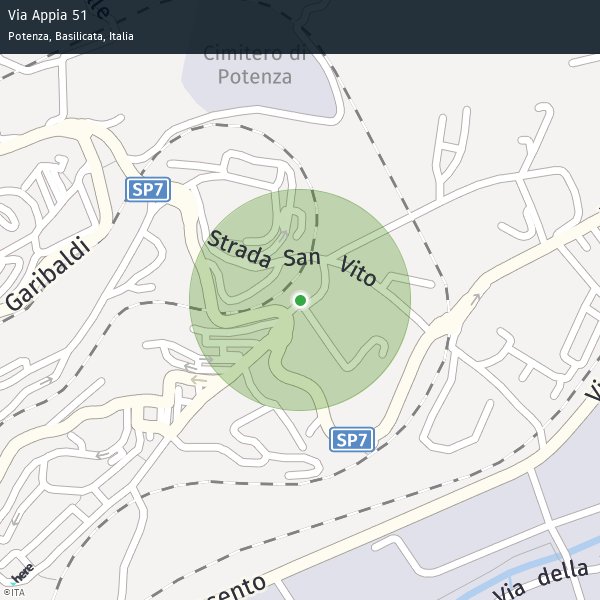 Via Appia 51
Potenza, Basilicata, Italia
Cimitero di
Potenza
SP7
Garibaldi
Strada San Vito
SP7
Via della
here
©ITA